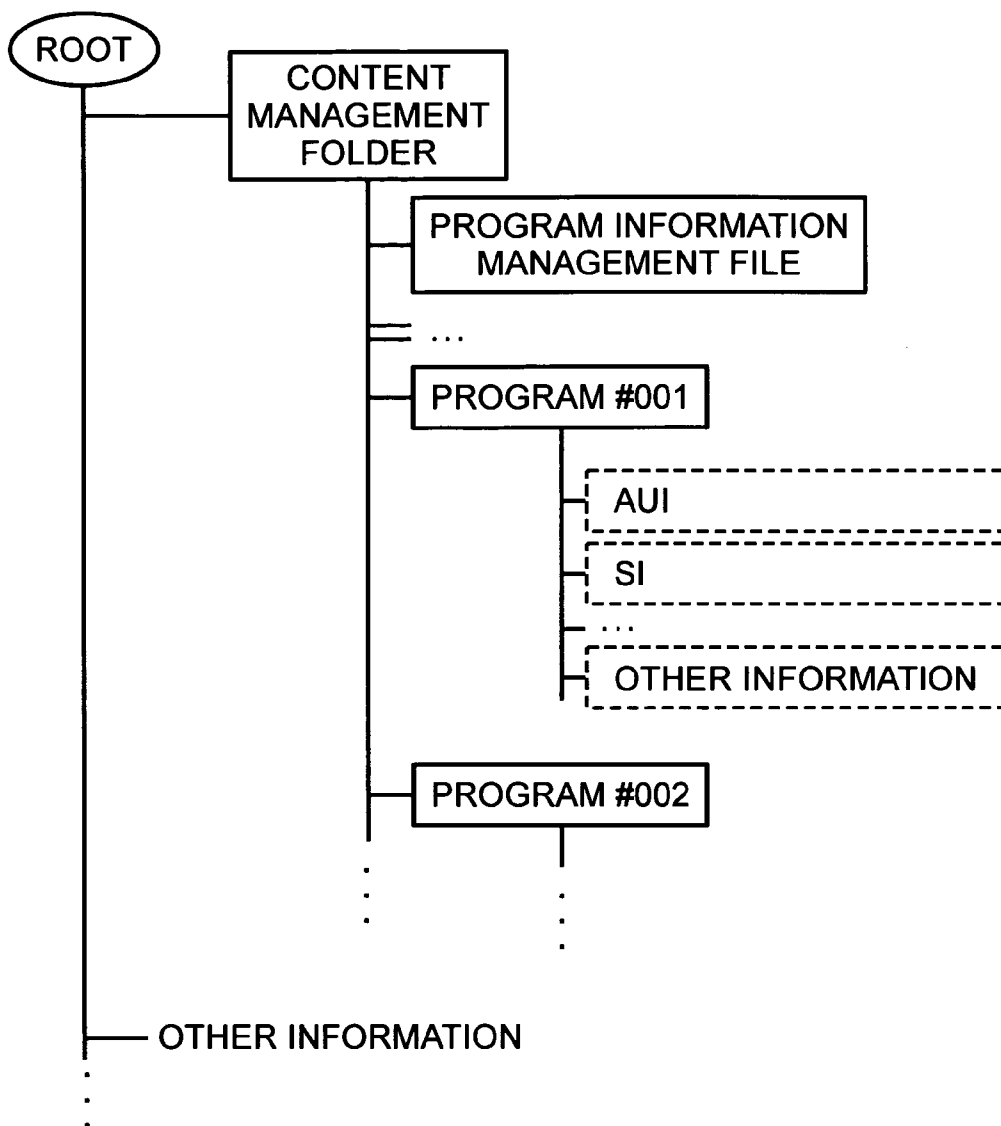 ROOT
CONTENT
MANAGEMENT
FOLDER
PROGRAM INFORMATION
MANAGEMENT FILE
...
PROGRAM #001
AUI
SI
...
OTHER INFORMATION
PROGRAM #002
OTHER INFORMATION